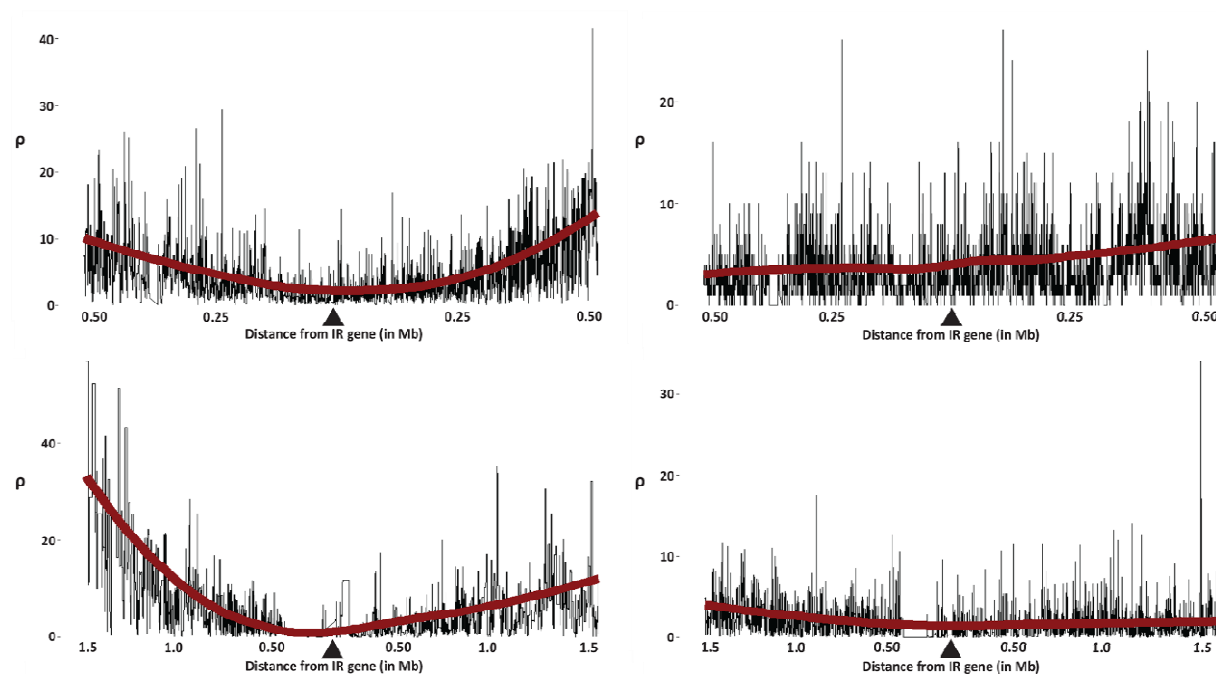 40-
30-
ρ
20-
10-
0-
0.50 0.25 0.25 0.50
Distance from IR gene (in Mb)
20-
ρ
10-
0-
0.50 0.25 0.25 0.50
Distance from IR gene (in Mb)
40-
ρ
20-
0-
1.5 1.0 0.50 0.50 1.0 1.5
Distance from IR gene (in Mb)
30-
20-
ρ
10-
0-
1.5 1.0 0.50 0.50 1.0 1.5
Distance from IR gene (in Mb)